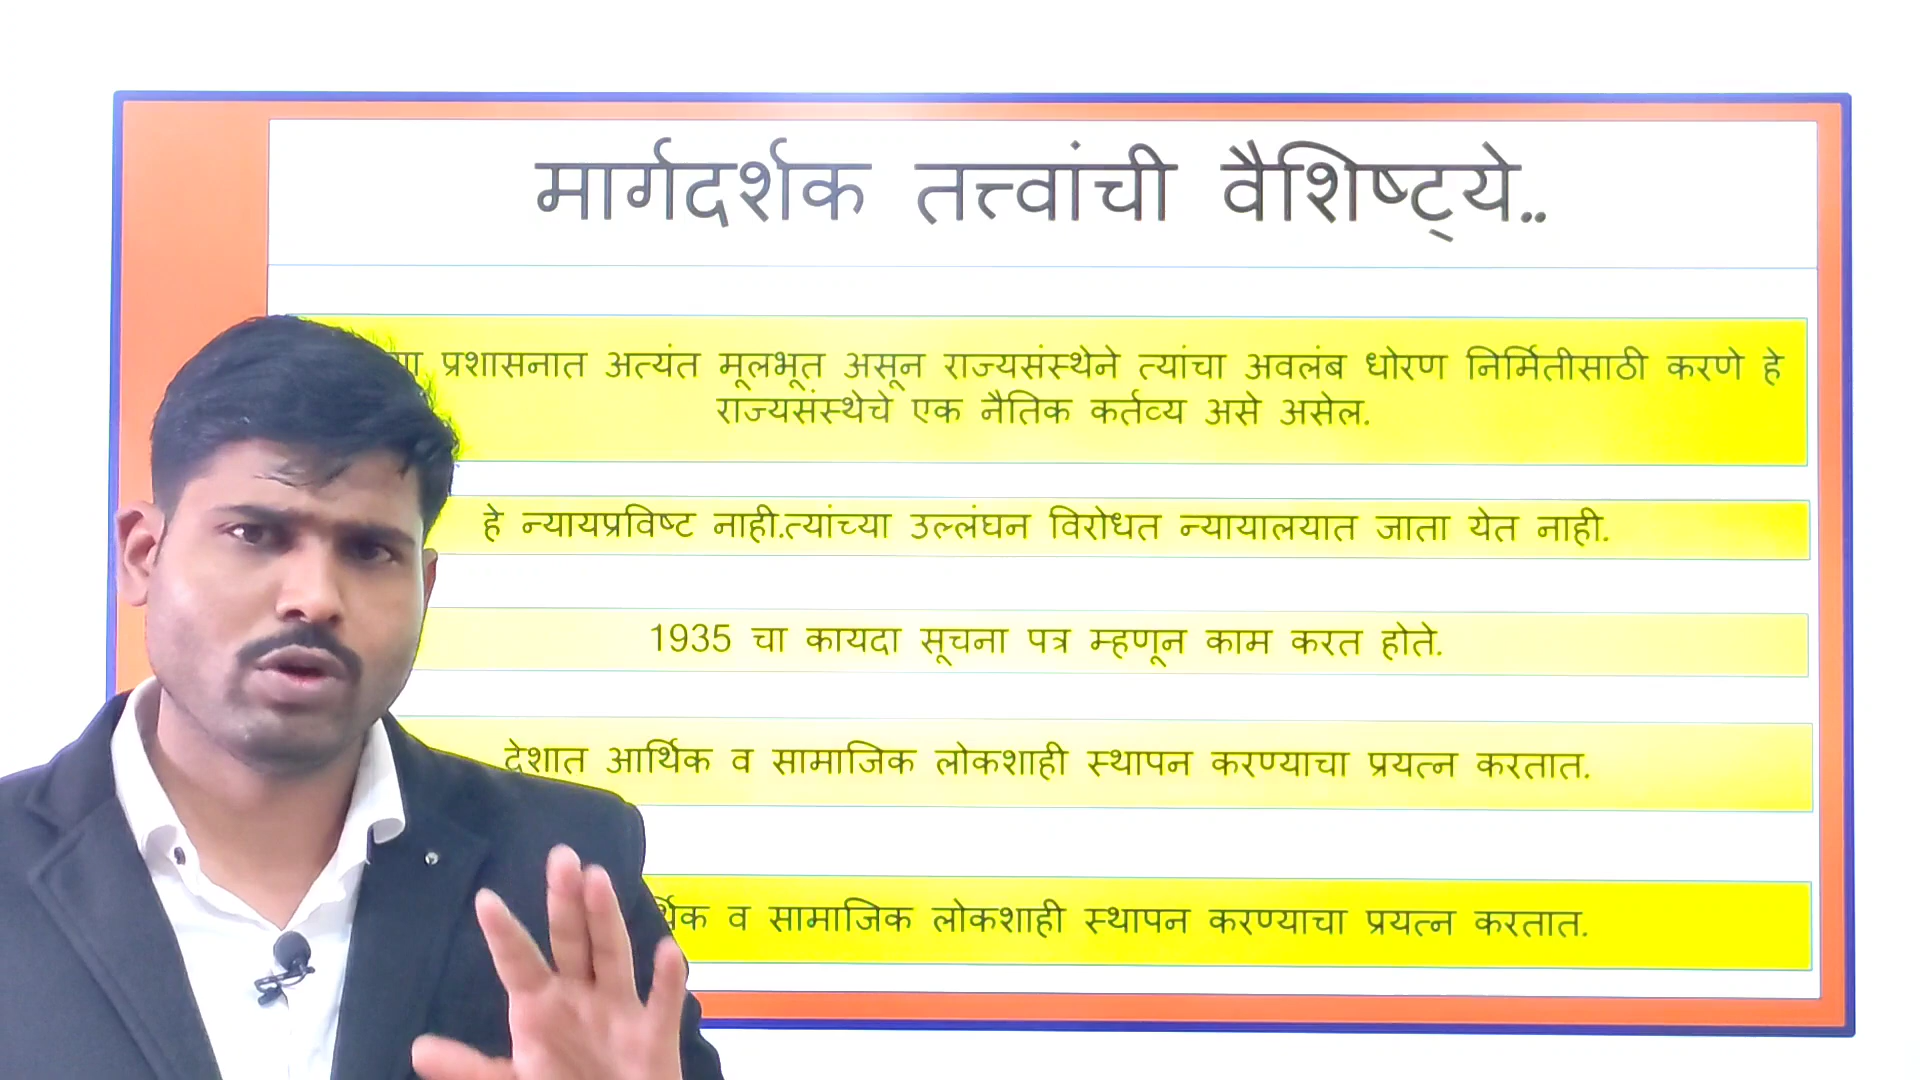 मार्गदर्शक तत्त्वांची वैशिष्ट्ये..
प्रशासनात अत्यंत मूलभूत असून राज्यसंस्थेने त्यांचा अवलंब धोरण निर्मितीसाठी करणे हे
राज्यसंस्थेचे एक नैतिक कर्तव्य असे असेल.
हे न्यायप्रविष्ट नाही.त्यांच्या उल्लंघन विरोधत न्यायालयात जाता येत नाही.
1935 चा कायदा सूचना पत्र म्हणून काम करत होते.
देशात आर्थिक व सामाजिक लोकशाही स्थापन करण्याचा प्रयत्न करतात.
व सामाजिक लोकशाही स्थापन करण्याचा प्रयत्न करतात.